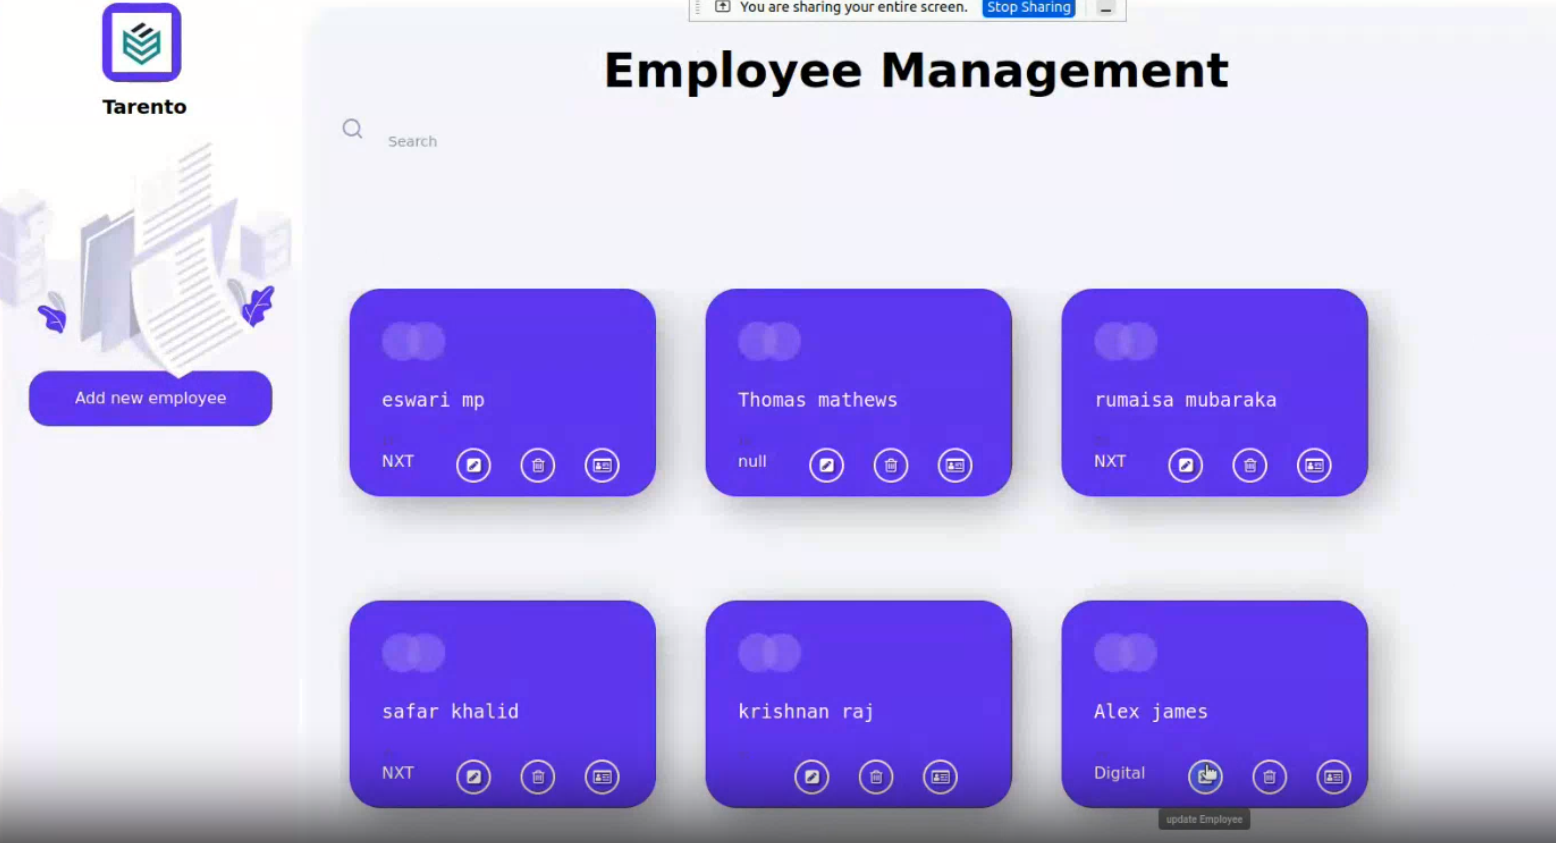 You are sharing your entire screen.
Stop Sharing
Employee Management
Tarento
Search
Add new employee
eswari mp
NXT
Thomas mathews
null
rumaisa mubaraka
NXT
safar khalid
NXT
krishnan raj
Alex james
Digital
update Employee